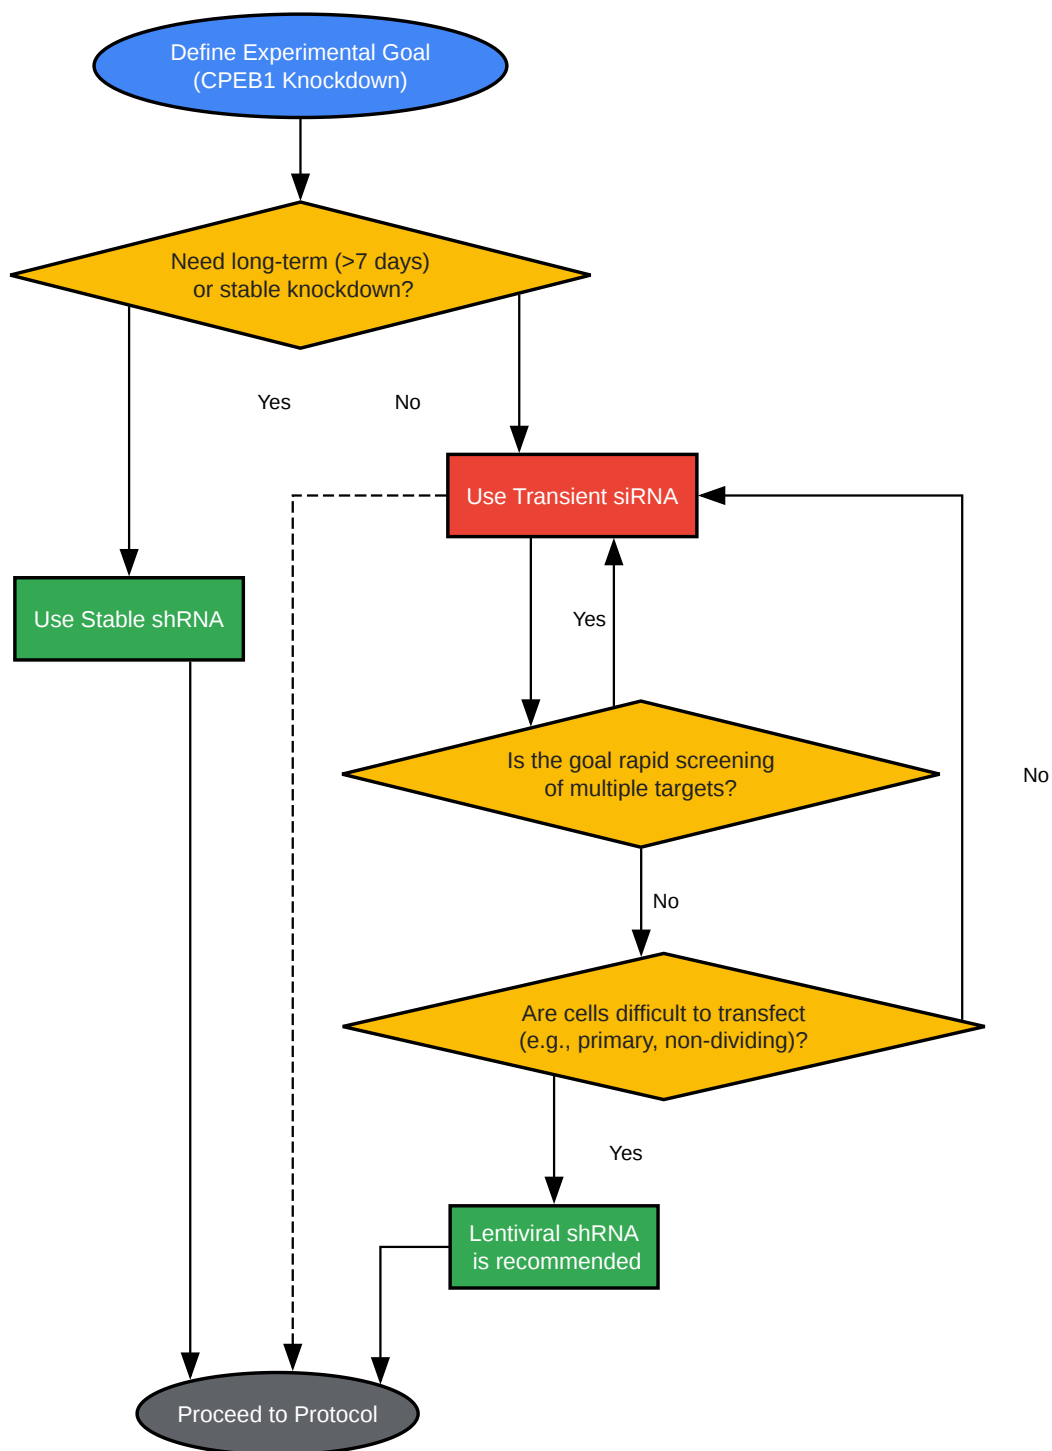 Define Experimental Goal
(CPEB1 Knockdown)
Need long-term (>7 days)
or stable knockdown?
Yes
No
Use Transient siRNA
Use Stable shRNA
Yes
Is the goal rapid screening
of multiple targets?
No
No
Are cells difficult to transfect
(e.g., primary, non-dividing)?
Yes
Lentiviral shRNA
is recommended
Proceed to Protocol